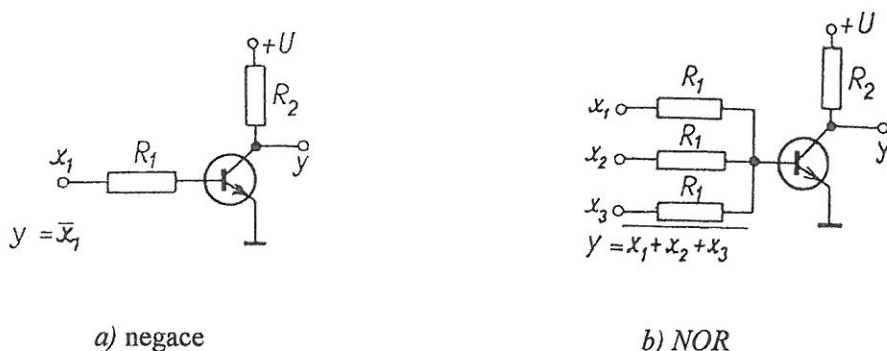 +U
R₂
x₁
R₁
y
y = x̄₁
a) negace
+U
R₂
R₁
x₁
R₁
x₂
R₁
x₃
y
y = x₁ + x₂ + x₃
b) NOR